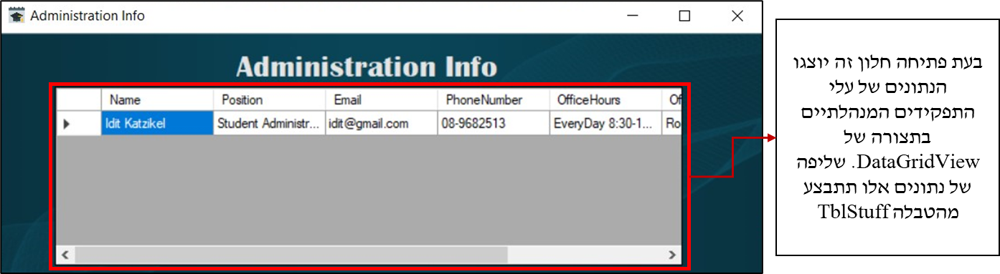 Administration Info
Administration Info
Name Position Email PhoneNumber OfficeHours Of
Idit Katzikel Student Administr... idit@gmail.com 08-9682513 EveryDay 8:30-1... Ro
בעת פתיחה חלון זה יוצגו
הנתונים של עלי
התפקידים המנהלתיים
בתצורה של
DataGridView. שליפה
של נתונים אלו תתבצע
מהטבלה TblStuff